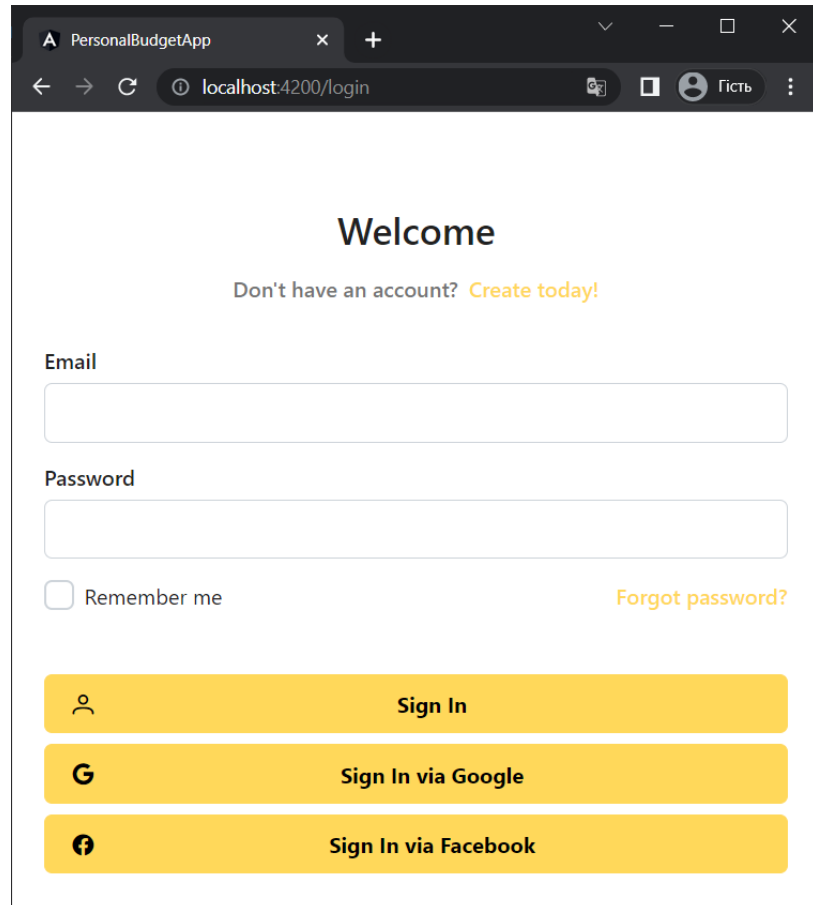 PersonalBudgetApp
localhost:4200/login
Гість
Welcome
Don't have an account? Create today!
Email
Password
Remember me Forgot password?
Sign In
Sign In via Google
Sign In via Facebook